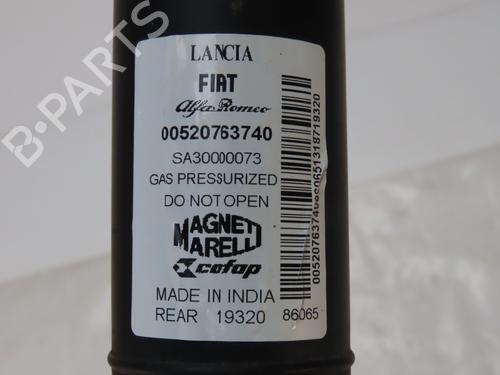 LANCIA
FIAT
Alfa Romeo
00520763740
SA30000073
GAS PRESSURIZED
DO NOT OPEN
MAGNETI
MARELLI
cofap
MADE IN INDIA
REAR 19320 86065
B-PARTS